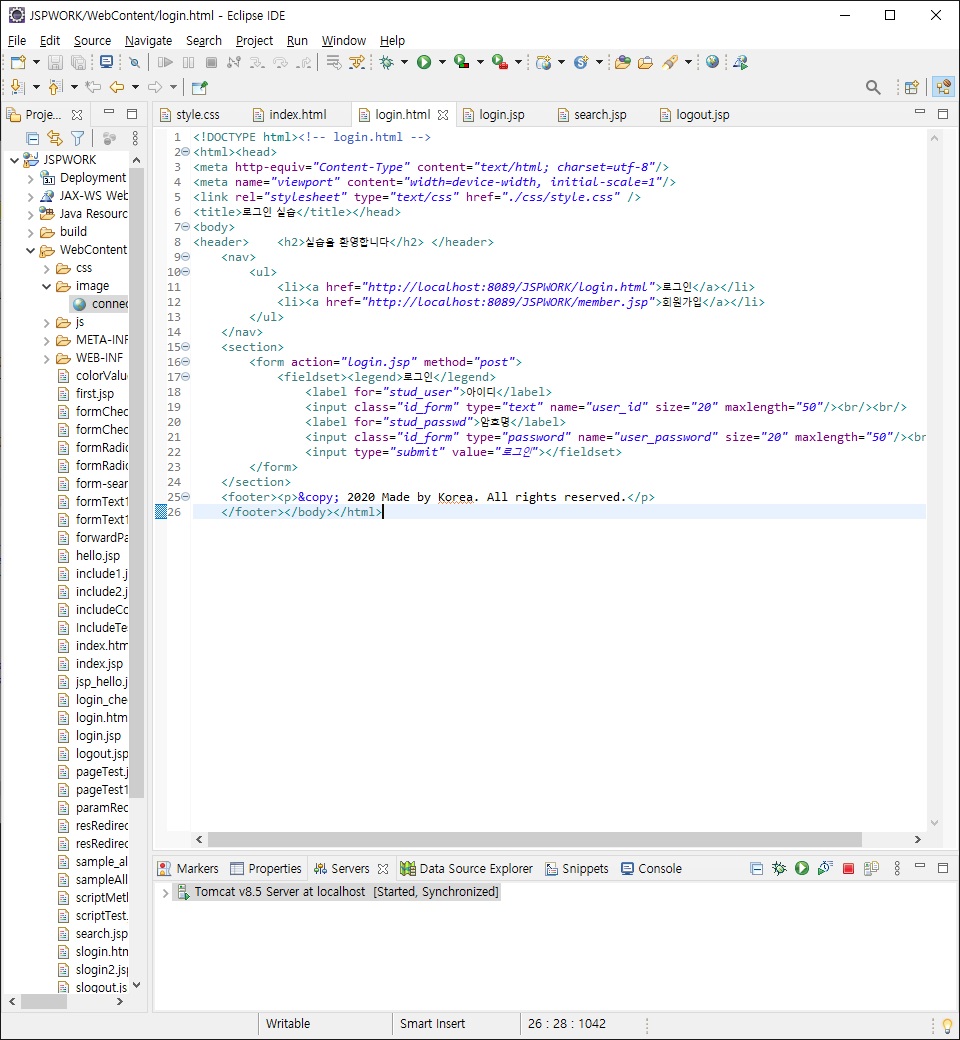 JSPWORK/WebContent/login.html - Eclipse IDE
File Edit Source Navigate Search Project Run Window Help
Proje...
style.css index.html login.html login.jsp search.jsp logout.jsp
JSPWORK
Deployment
JAX-WS Web
Java Resourc
build
WebContent
css
image
connec
js
META-INF
WEB-INF
colorValu
first.jsp
formChec
formChec
formRadio
formRadio
form-sear
formText1
formText1
forwardPa
hello.jsp
include1.j
include2.j
includeCo
IncludeTe
index.htm
index.jsp
jsp_hello.j
login_che
login.htm
login.jsp
logout.jsp
pageTest.j
pageTest1
paramRec
resRedirec
resRedirec
sample_al
sampleAll
scriptMetl
scriptTest.
search.jsp
slogin.htn
slogin2.jsp
slogout.js
1 <!DOCTYPE html><!-- login.html -->
2 <html><head>
3 <meta http-equiv="Content-Type" content="text/html; charset=utf-8"/>
4 <meta name="viewport" content="width=device-width, initial-scale=1"/>
5 <link rel="stylesheet" type="text/css" href="./css/style.css" />
6 <title>로그인 실습</title></head>
7 <body>
8 <header> <h2>실습을 환영합니다</h2> </header>
9 <nav>
10 <ul>
11 <li><a href="http://localhost:8089/JSPWORK/login.html">로그인</a></li>
12 <li><a href="http://localhost:8089/JSPWORK/member.jsp">회원가입</a></li>
13 </ul>
14 </nav>
15 <section>
16 <form action="login.jsp" method="post">
17 <fieldset><legend>로그인</legend>
18 <label for="stud_user">아이디</label>
19 <input class="id_form" type="text" name="user_id" size="20" maxlength="50"/><br/><br/>
20 <label for="stud_passwd">암호명</label>
21 <input class="id_form" type="password" name="user_password" size="20" maxlength="50"/><br
22 <input type="submit" value="로그인"></fieldset>
23 </form>
24 </section>
25 <footer><p>&copy; 2020 Made by Korea. All rights reserved.</p>
26 </footer></body></html>
Markers Properties Servers Data Source Explorer Snippets Console
Tomcat v8.5 Server at localhost [Started, Synchronized]
Writable Smart Insert 26 : 28 : 1042